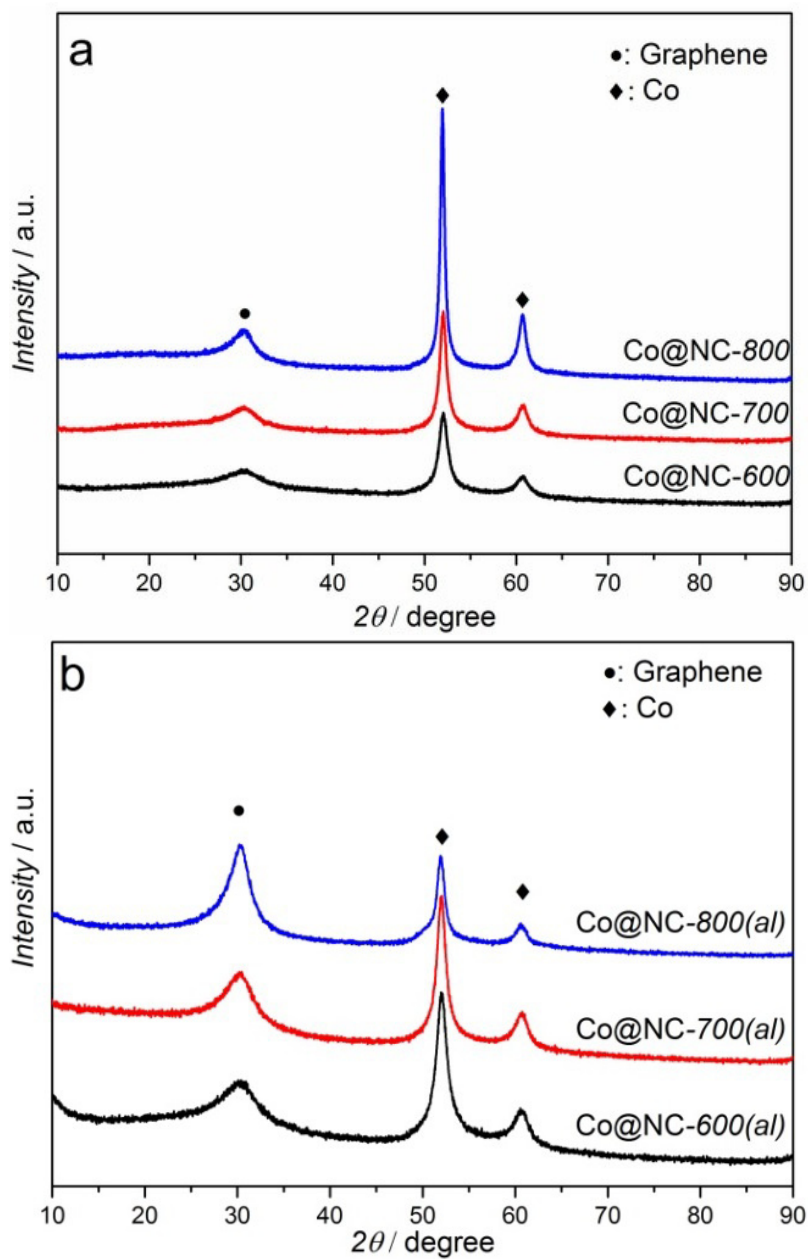 a
●: Graphene
◆: Co
Intensity / a.u.
Co@NC-800
Co@NC-700
Co@NC-600
10 20 30 40 50 60 70 80 90
2θ / degree
b
●: Graphene
◆: Co
Intensity / a.u.
Co@NC-800(al)
Co@NC-700(al)
Co@NC-600(al)
10 20 30 40 50 60 70 80 90
2θ / degree